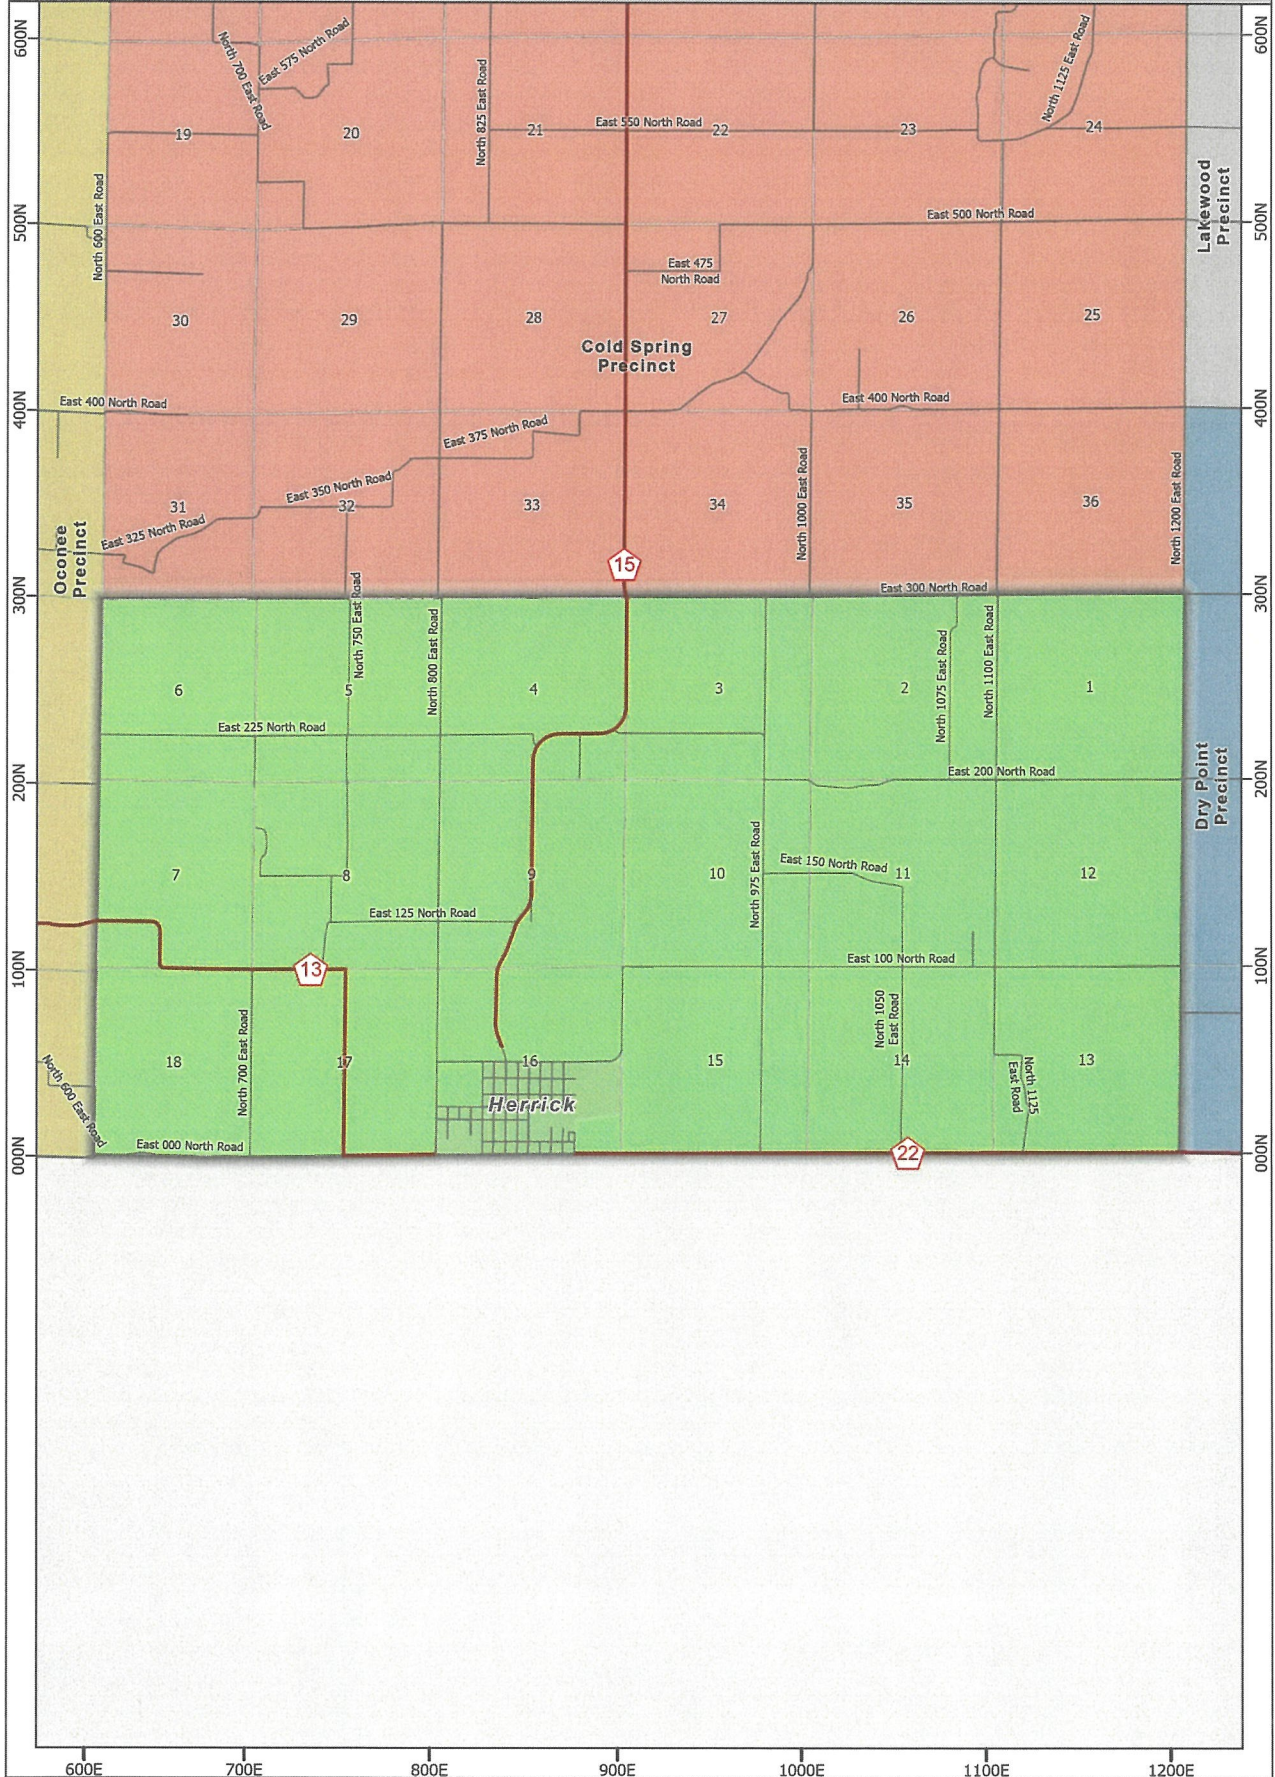 600N
600N
North 700 East Road
East 575 North Road
North 825 East Road
North 1125 East Road
19
20
21
East 550 North Road
22
23
24
Lakewood
Precinct
North 600 East Road
500N
East 500 North Road
500N
East 475
North Road
30
29
28
27
26
25
Cold Spring
Precinct
East 400 North Road
East 400 North Road
400N
400N
East 375 North Road
East 350 North Road
31
32
33
34
35
36
East 325 North Road
North 1000 East Road
North 1200 East Road
Oconee
Precinct
15
East 300 North Road
300N
300N
North 750 East Road
North 800 East Road
North 1075 East Road
North 1100 East Road
6
5
4
3
2
1
East 225 North Road
East 200 North Road
200N
200N
Dry Point
Precinct
North 975 East Road
East 150 North Road
7
8
9
10
11
12
East 125 North Road
East 100 North Road
100N
13
100N
North 700 East Road
North 1050
East Road
18
17
16
15
14
13
North 600 East Road
North 1125
East Road
Herrick
East 000 North Road
000N
22
000N
600E
700E
800E
900E
1000E
1100E
1200E